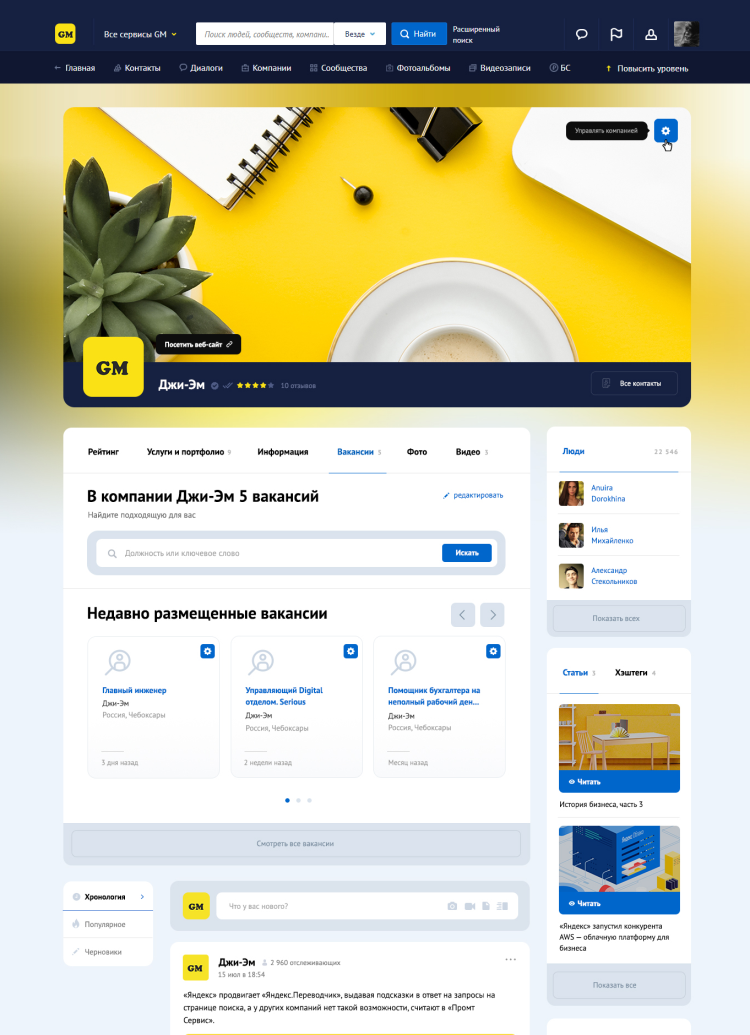 GM
Все сервисы GM
Поиск людей, сообществ, компани..
Везде
Найти
Расширенный
поиск
Главная
Контакты
Диалоги
Компании
Сообщества
Фотоальбомы
Видеозаписи
БС
Повысить уровень
Управлять компанией
Посетить веб-сайт
GM
Джи-Эм
10 отзывов
Все контакты
Рейтинг
Услуги и портфолио 9
Информация
Вакансии 5
Фото
Видео 3
В компании Джи-Эм 5 вакансий
редактировать
Найдите подходящую для вас
Должность или ключевое слово
Искать
Недавно размещенные вакансии
Главный инженер
Джи-Эм
Россия, Чебоксары
3 дня назад
Управляющий Digital
отделом. Serious
Джи-Эм
Россия, Чебоксары
2 недели назад
Помощник бухгалтера на
неполный рабочий ден...
Джи-Эм
Россия, Чебоксары
Месяц назад
Смотреть все вакансии
Люди
22 346
Anuira
Dorokhina
Илья
Михайленко
Александр
Стекольников
Показать всех
Статьи 3
Хэштеги 4
Читать
История бизнеса, часть 3
Читать
«Яндекс» запустил конкурента
AWS — облачную платформу для
бизнеса
Показать все
Хронология
Популярное
Черновики
GM
Что у вас нового?
GM
Джи-Эм
2 960 отслеживающих
15 июл в 18:54
«Яндекс» продвигает «Яндекс.Переводчик», выдавая подсказки в ответ на запросы на
странице поиска, а у других компаний нет такой возможности, считают в «Промт
Сервис».